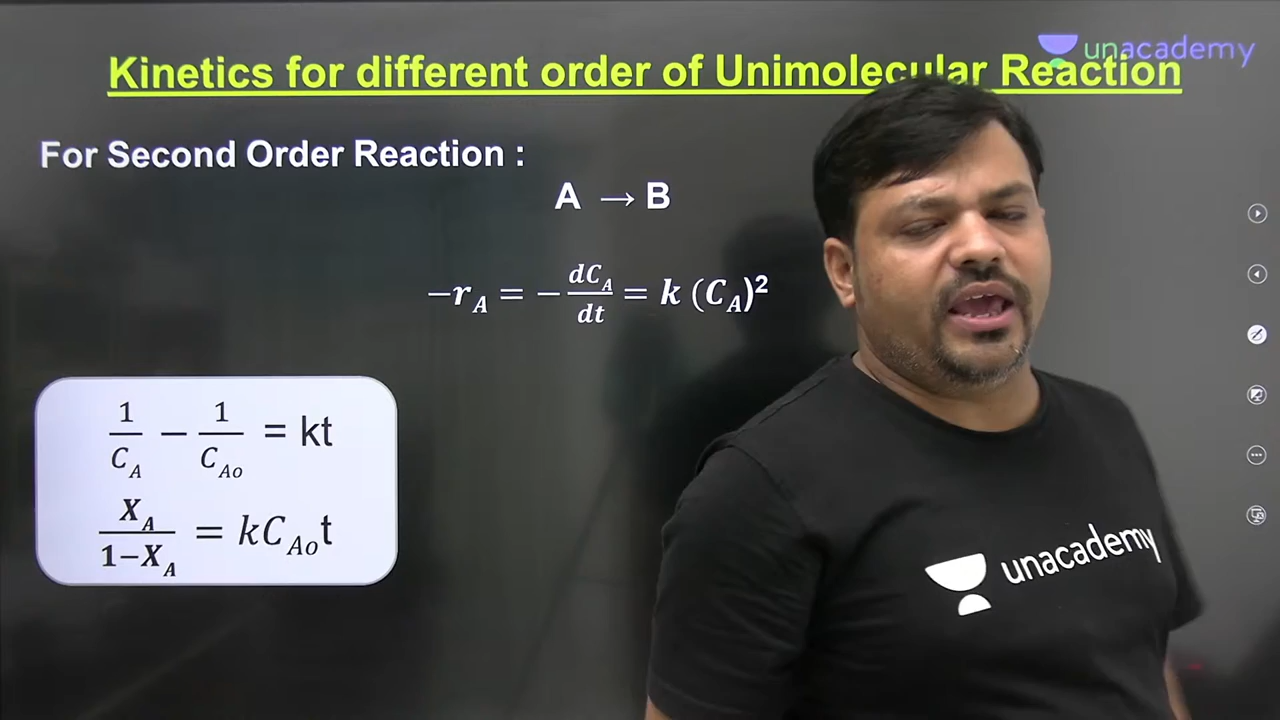 unacademy
Kinetics for different order of Unimolecular Reaction
For Second Order Reaction :
A → B
−r_A = − dC_A/dt = k (C_A)²
1/C_A − 1/C_Ao = kt
X_A/(1−X_A) = kC_Ao t
unacademy